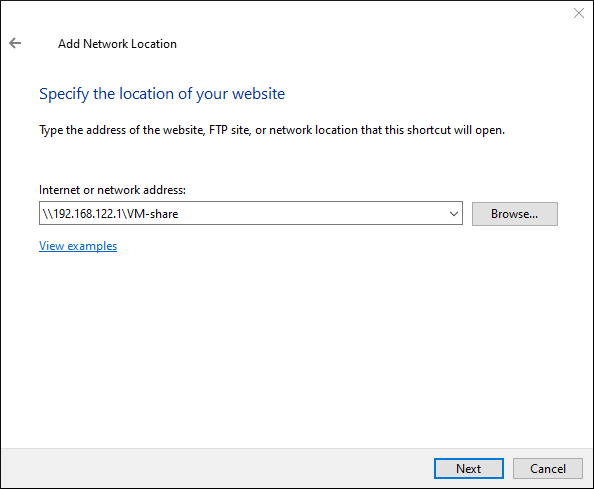 Add Network Location
Specify the location of your website
Type the address of the website, FTP site, or network location that this shortcut will open.
Internet or network address:
\\192.168.122.1\VM-share
Browse...
View examples
Next
Cancel